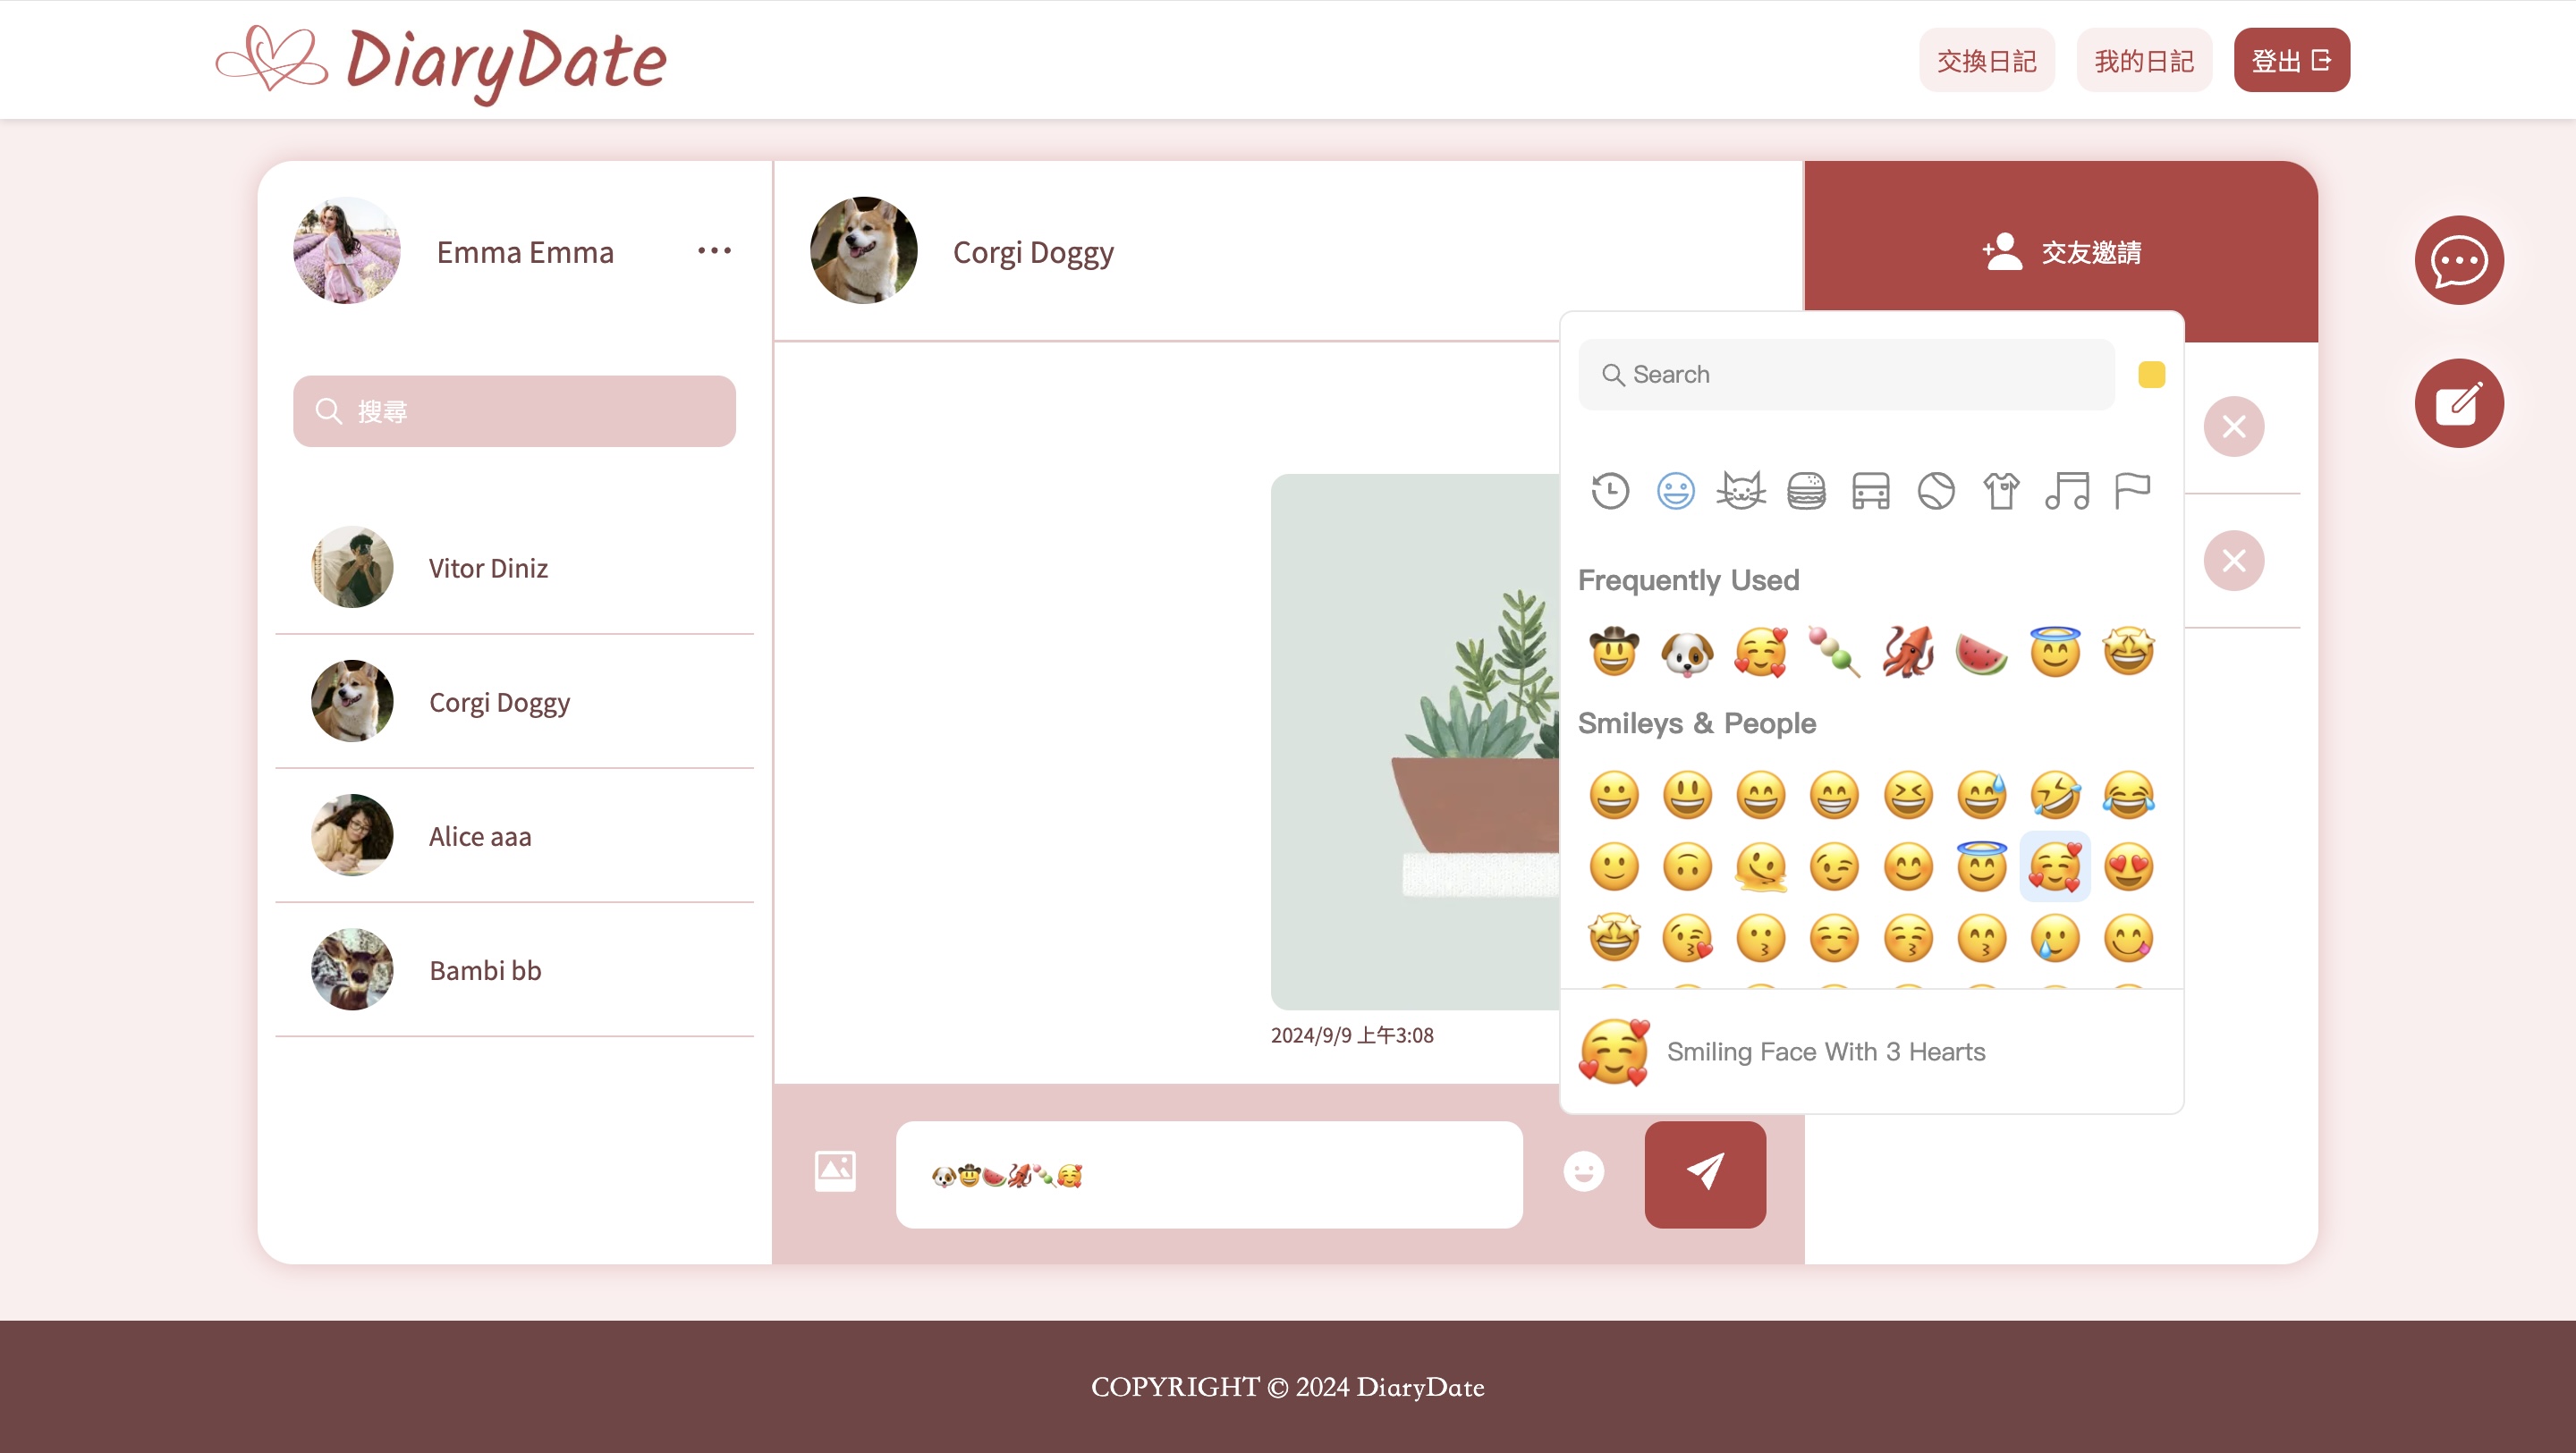 DiaryDate
交換日記
我的日記
登出
Emma Emma
Corgi Doggy
交友邀請
搜尋
Vitor Diniz
Corgi Doggy
Alice aaa
Bambi bb
2024/9/9 上午3:08
Search
Frequently Used
🤠🐶🥰🍡🦑🍉😇🤩
Smileys & People
😀😃😄😁😆😅🤣😂
🙂🙃🫠😉😊😇🥰😍
🤩😘😗☺️😚😙🥲😋
🥰 Smiling Face With 3 Hearts
🐶🤠🍉🦑🍡🥰
COPYRIGHT © 2024 DiaryDate